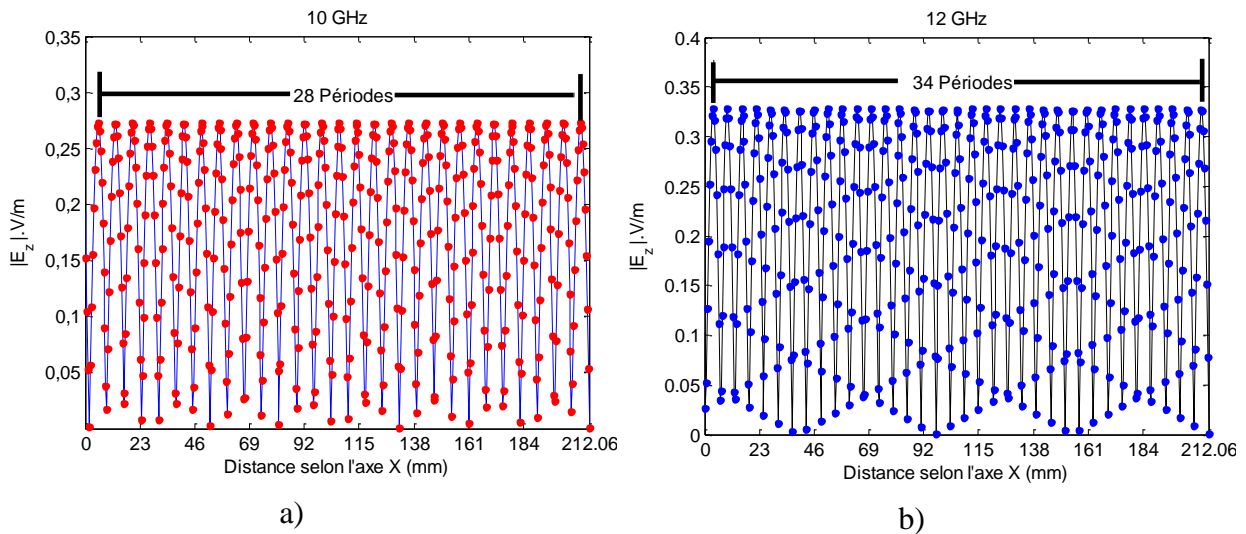 10 GHz
0,35
0,3
0,25
0,2
0,15
0,1
0,05
|E_z|.V/m
28 Périodes
0 23 46 69 92 115 138 161 184 212.06
Distance selon l'axe X (mm)
a)
12 GHz
0.4
0.35
0.3
0.25
0.2
0.15
0.1
0.05
0
|E_z|.V/m
34 Périodes
0 23 46 69 92 115 138 161 184 212.06
Distance selon l'axe X (mm)
b)